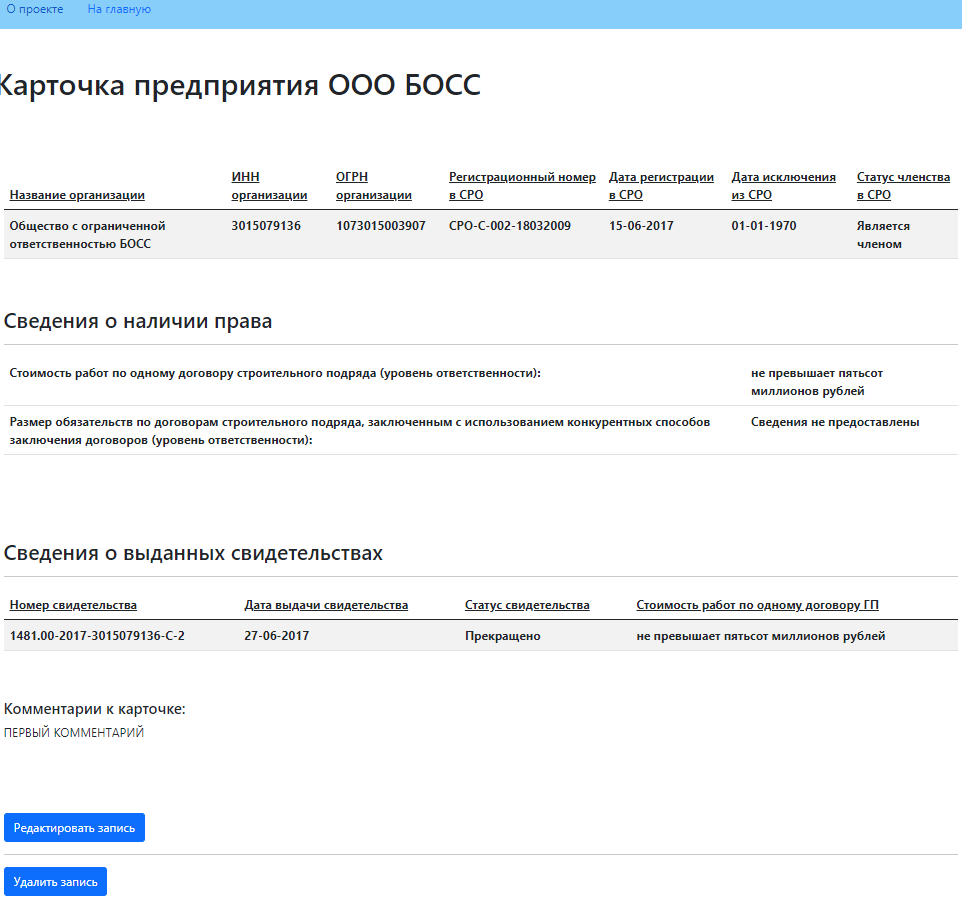 О проекте На главную
Карточка предприятия ООО БОСС
Название организации ИНН организации ОГРН организации Регистрационный номер в СРО Дата регистрации в СРО Дата исключения из СРО Статус членства в СРО
Общество с ограниченной ответственностью БОСС 3015079136 1073015003907 СРО-С-002-18032009 15-06-2017 01-01-1970 Является членом
Сведения о наличии права
Стоимость работ по одному договору строительного подряда (уровень ответственности): не превышает пятьсот миллионов рублей
Размер обязательств по договорам строительного подряда, заключенным с использованием конкурентных способов заключения договоров (уровень ответственности): Сведения не предоставлены
Сведения о выданных свидетельствах
Номер свидетельства Дата выдачи свидетельства Статус свидетельства Стоимость работ по одному договору ГП
1481.00-2017-3015079136-С-2 27-06-2017 Прекращено не превышает пятьсот миллионов рублей
Комментарии к карточке:
ПЕРВЫЙ КОММЕНТАРИЙ
Редактировать запись
Удалить запись